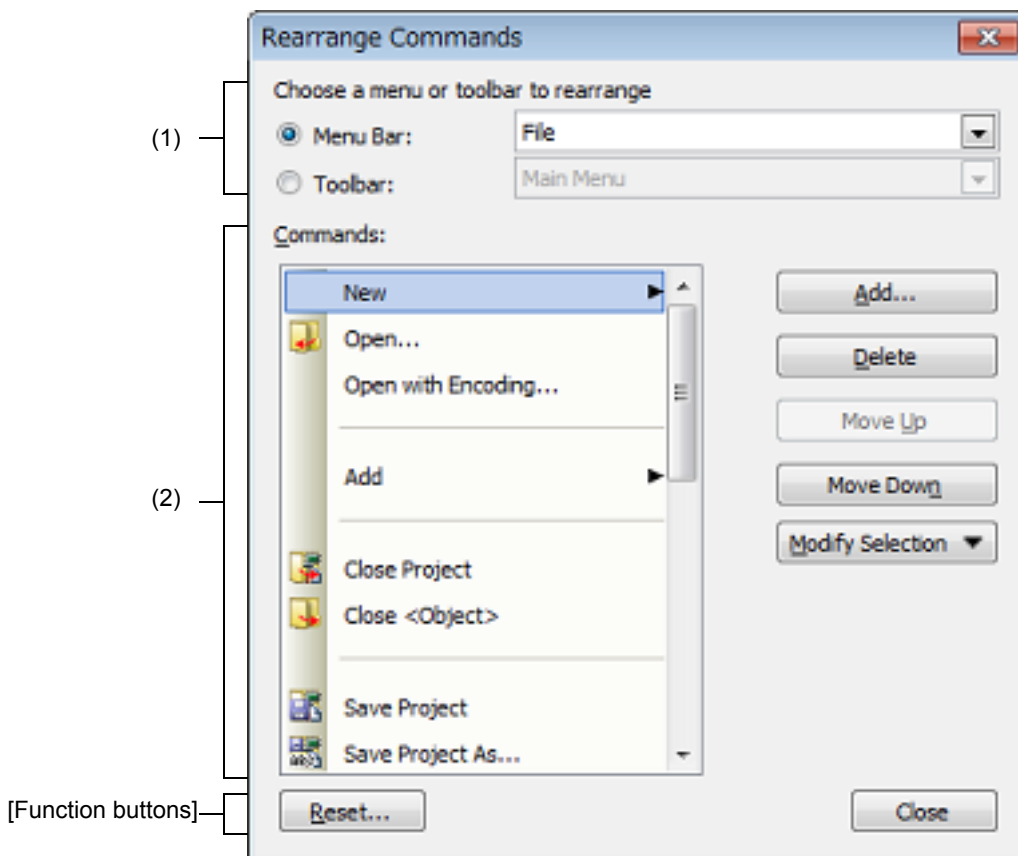 Rearrange Commands
Choose a menu or toolbar to rearrange
(1)
Menu Bar: File
Toolbar: Main Menu
Commands:
New
Add...
Open...
Delete
Open with Encoding...
Move Up
Add
Move Down
(2)
Modify Selection
Close Project
Close <Object>
Save Project
Save Project As...
[Function buttons]
Reset...
Close